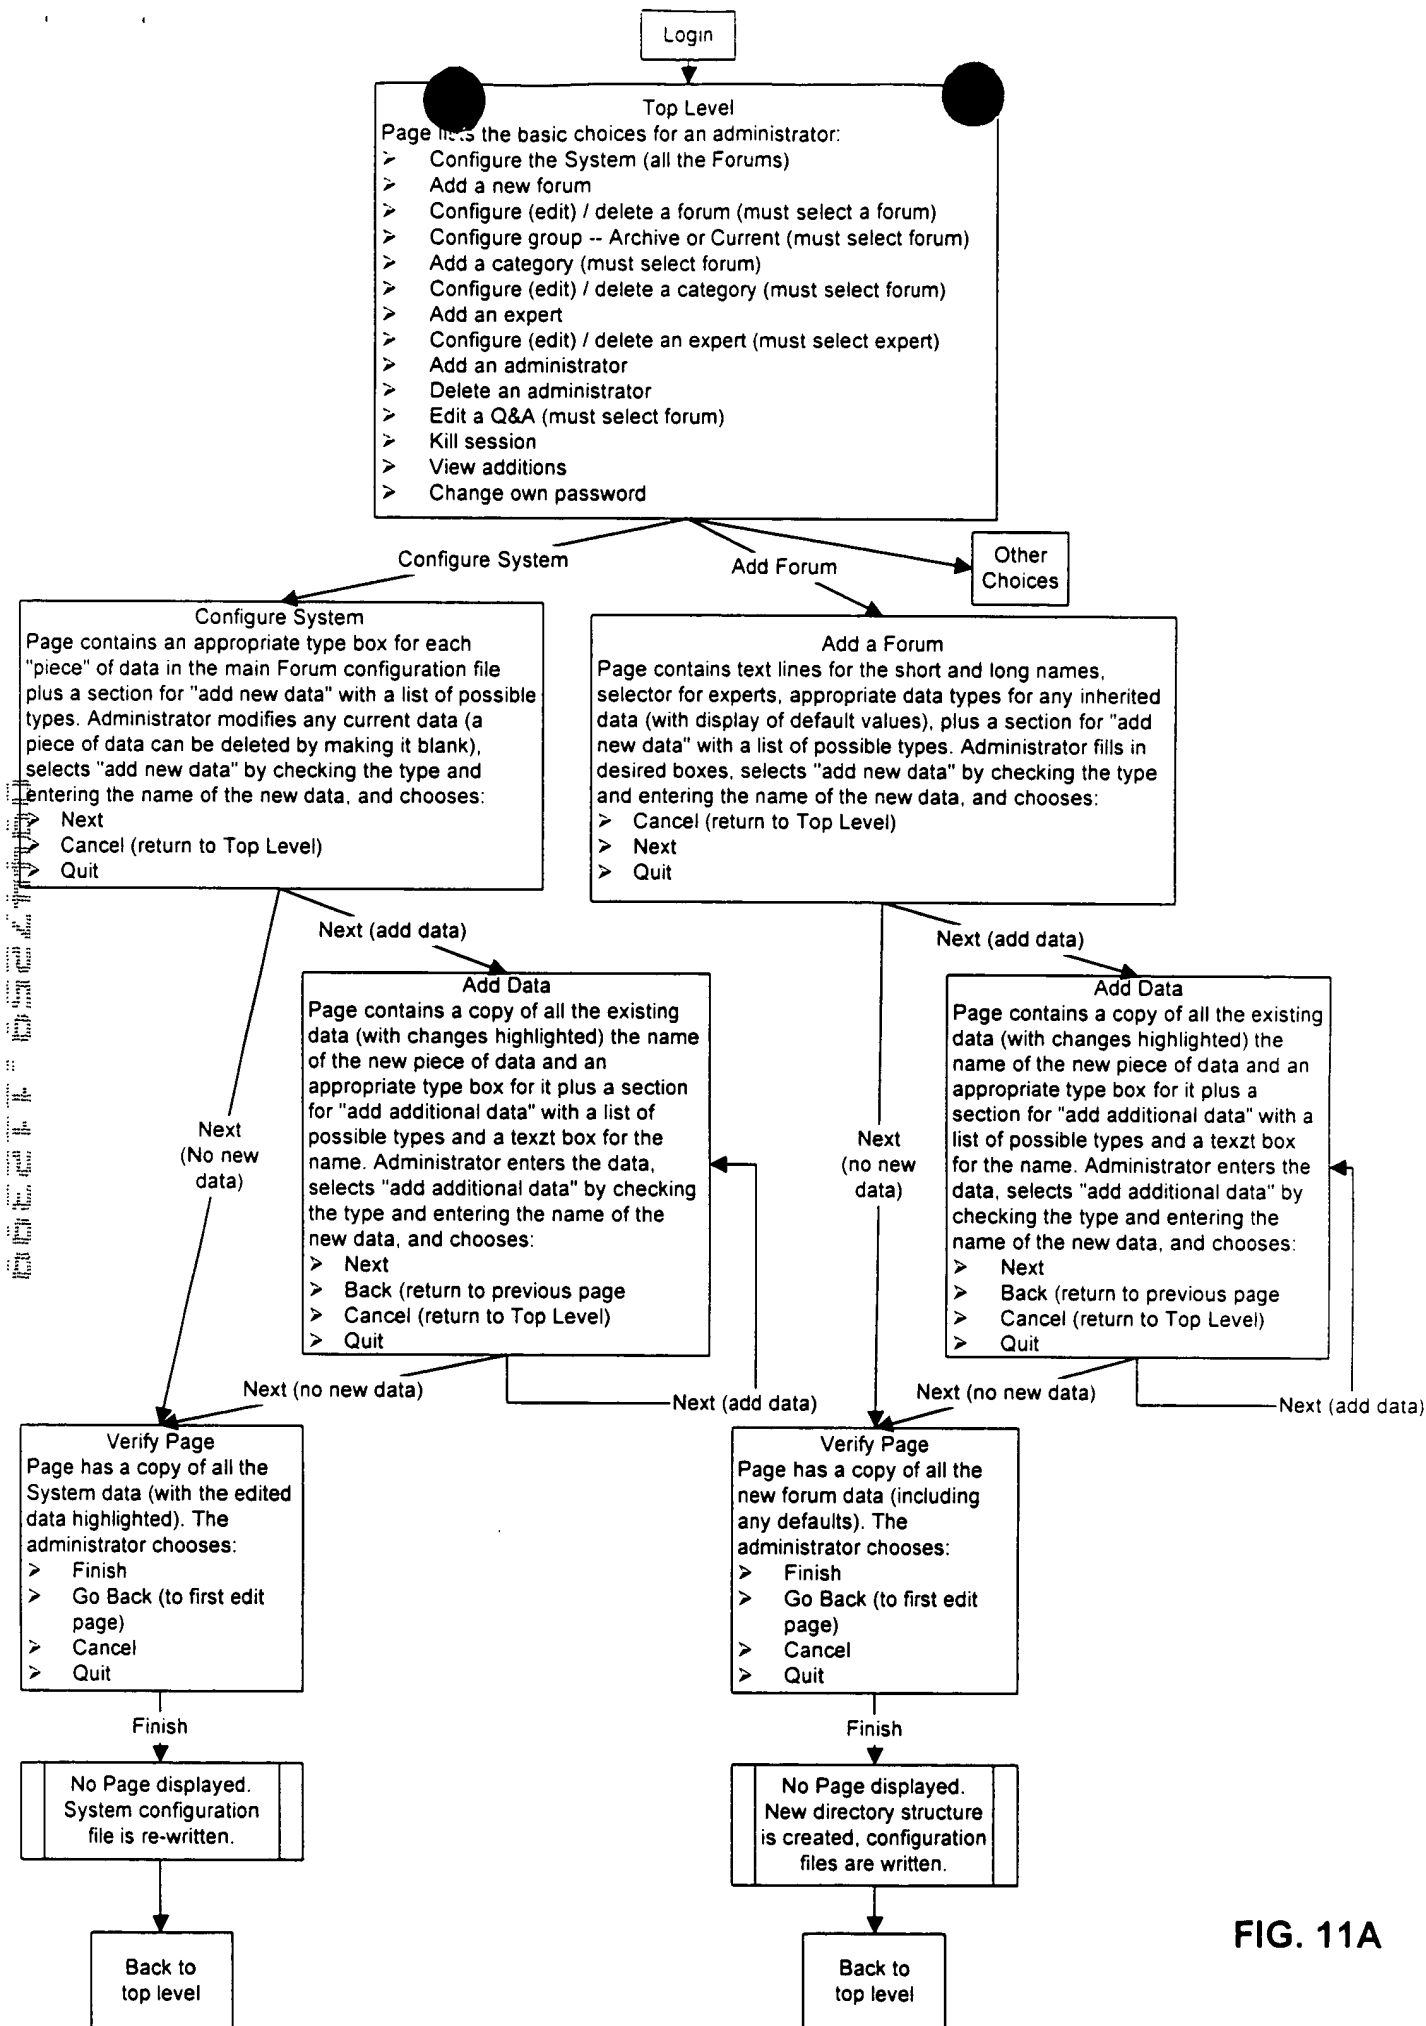 Login
Top Level
Page lists the basic choices for an administrator:
➢ Configure the System (all the Forums)
➢ Add a new forum
➢ Configure (edit) / delete a forum (must select a forum)
➢ Configure group -- Archive or Current (must select forum)
➢ Add a category (must select forum)
➢ Configure (edit) / delete a category (must select forum)
➢ Add an expert
➢ Configure (edit) / delete an expert (must select expert)
➢ Add an administrator
➢ Delete an administrator
➢ Edit a Q&A (must select forum)
➢ Kill session
➢ View additions
➢ Change own password
Configure System
Add Forum
Other
Choices
Configure System
Page contains an appropriate type box for each
"piece" of data in the main Forum configuration file
plus a section for "add new data" with a list of possible
types. Administrator modifies any current data (a
piece of data can be deleted by making it blank),
selects "add new data" by checking the type and
entering the name of the new data, and chooses:
➢ Next
➢ Cancel (return to Top Level)
➢ Quit
Add a Forum
Page contains text lines for the short and long names,
selector for experts, appropriate data types for any inherited
data (with display of default values), plus a section for "add
new data" with a list of possible types. Administrator fills in
desired boxes, selects "add new data" by checking the type
and entering the name of the new data, and chooses:
➢ Cancel (return to Top Level)
➢ Next
➢ Quit
Next (add data)
Next (add data)
Add Data
Page contains a copy of all the existing
data (with changes highlighted) the name
of the new piece of data and an
appropriate type box for it plus a section
for "add additional data" with a list of
possible types and a texzt box for the
name. Administrator enters the data,
selects "add additional data" by checking
the type and entering the name of the
new data, and chooses:
➢ Next
➢ Back (return to previous page
➢ Cancel (return to Top Level)
➢ Quit
Add Data
Page contains a copy of all the existing
data (with changes highlighted) the
name of the new piece of data and an
appropriate type box for it plus a
section for "add additional data" with a
list of possible types and a texzt box
for the name. Administrator enters the
data, selects "add additional data" by
checking the type and entering the
name of the new data, and chooses:
➢ Next
➢ Back (return to previous page
➢ Cancel (return to Top Level)
➢ Quit
Next
(No new
data)
Next
(no new
data)
Next (no new data)
Next (add data)
Next (no new data)
Next (add data)
Verify Page
Page has a copy of all the
System data (with the edited
data highlighted). The
administrator chooses:
➢ Finish
➢ Go Back (to first edit
page)
➢ Cancel
➢ Quit
Verify Page
Page has a copy of all the
new forum data (including
any defaults). The
administrator chooses:
➢ Finish
➢ Go Back (to first edit
page)
➢ Cancel
➢ Quit
Finish
Finish
No Page displayed.
System configuration
file is re-written.
No Page displayed.
New directory structure
is created, configuration
files are written.
Back to
top level
Back to
top level
FIG. 11A